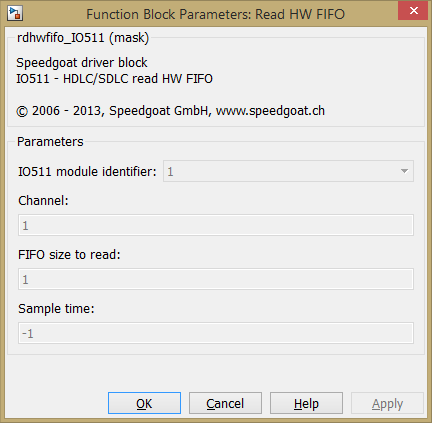 Function Block Parameters: Read HW FIFO
rdhwfifo_IO511 (mask)
Speedgoat driver block
IO511 - HDLC/SDLC read HW FIFO
© 2006 - 2013, Speedgoat GmbH, www.speedgoat.ch
Parameters
IO511 module identifier: 1
Channel:
1
FIFO size to read:
1
Sample time:
-1
OK Cancel Help Apply